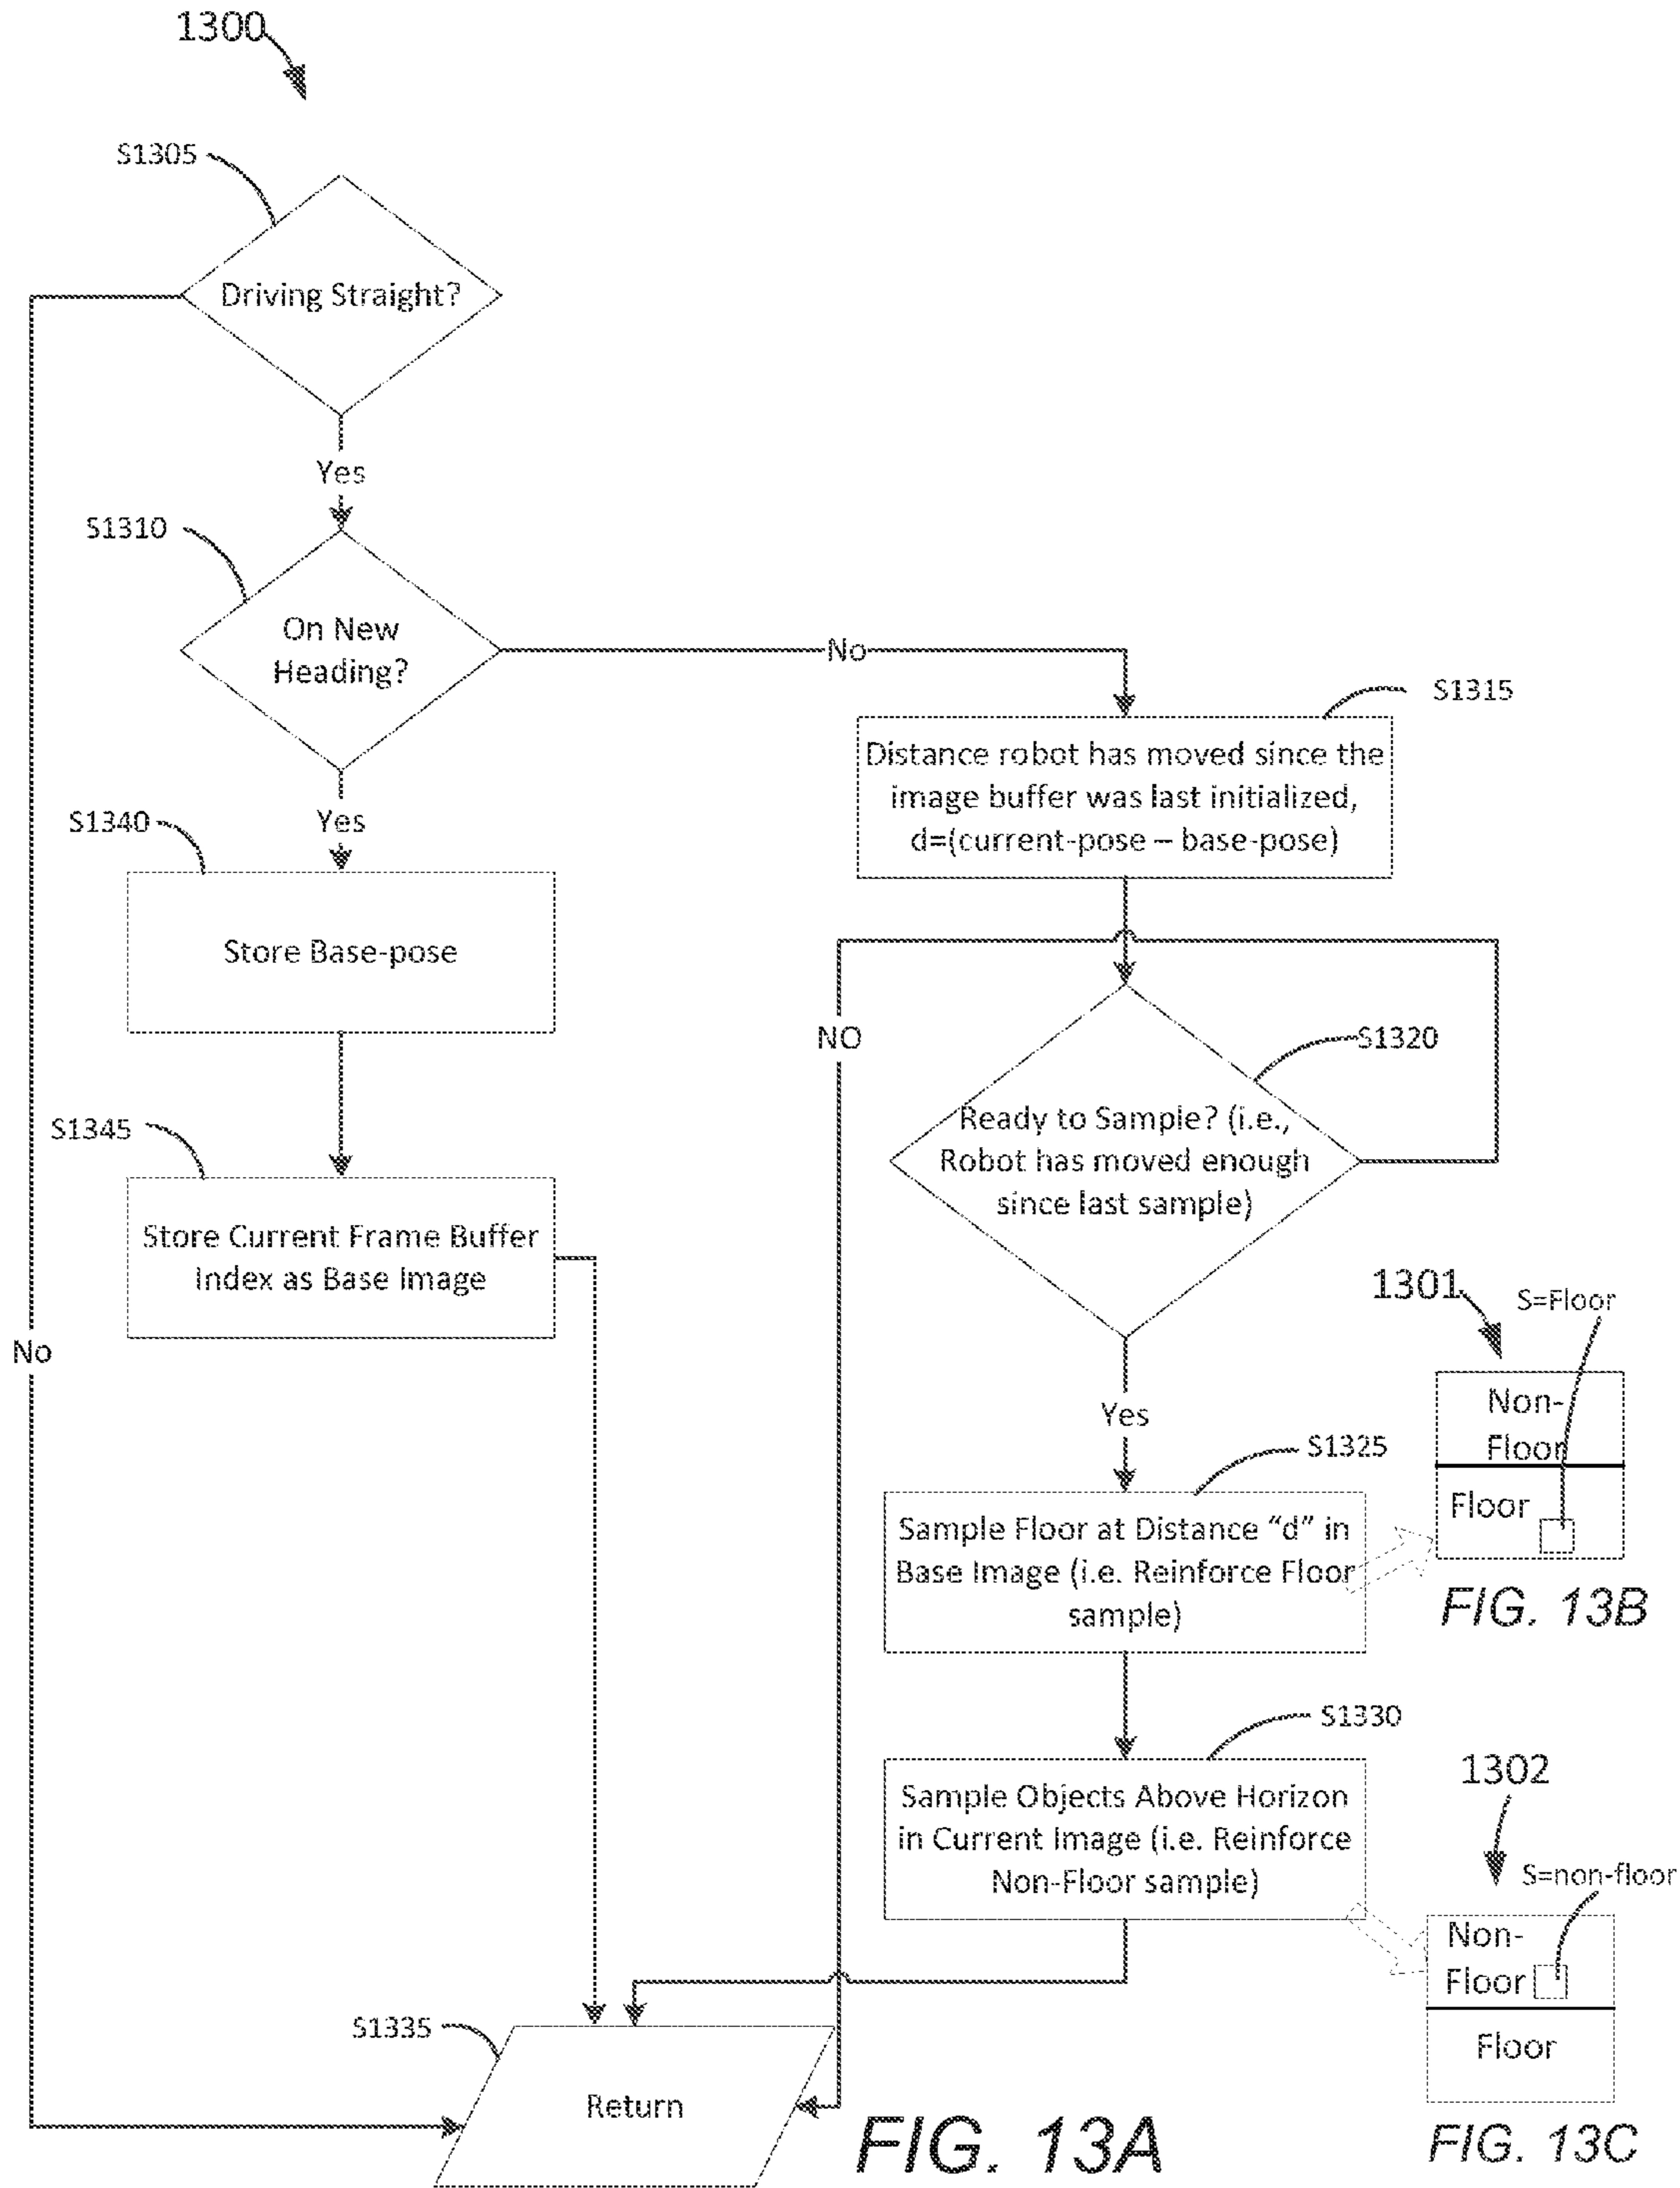 1300
S1305
Driving Straight?
Yes
S1310
On New
Heading?
No
S1315
Distance robot has moved since the
image buffer was last initialized,
d=(current-pose – base-pose)
Yes
S1340
Store Base-pose
NO
S1320
Ready to Sample? (i.e.,
Robot has moved enough
since last sample)
S1345
Store Current Frame Buffer
Index as Base Image
No
Yes
1301
S=Floor
Non-
Floor
Floor
FIG. 13B
S1325
Sample Floor at Distance “d” in
Base Image (i.e. Reinforce Floor
sample)
S1330
Sample Objects Above Horizon
in Current Image (i.e. Reinforce
Non-Floor sample)
1302
S=non-floor
Non-
Floor
Floor
FIG. 13C
S1335
Return
FIG. 13A